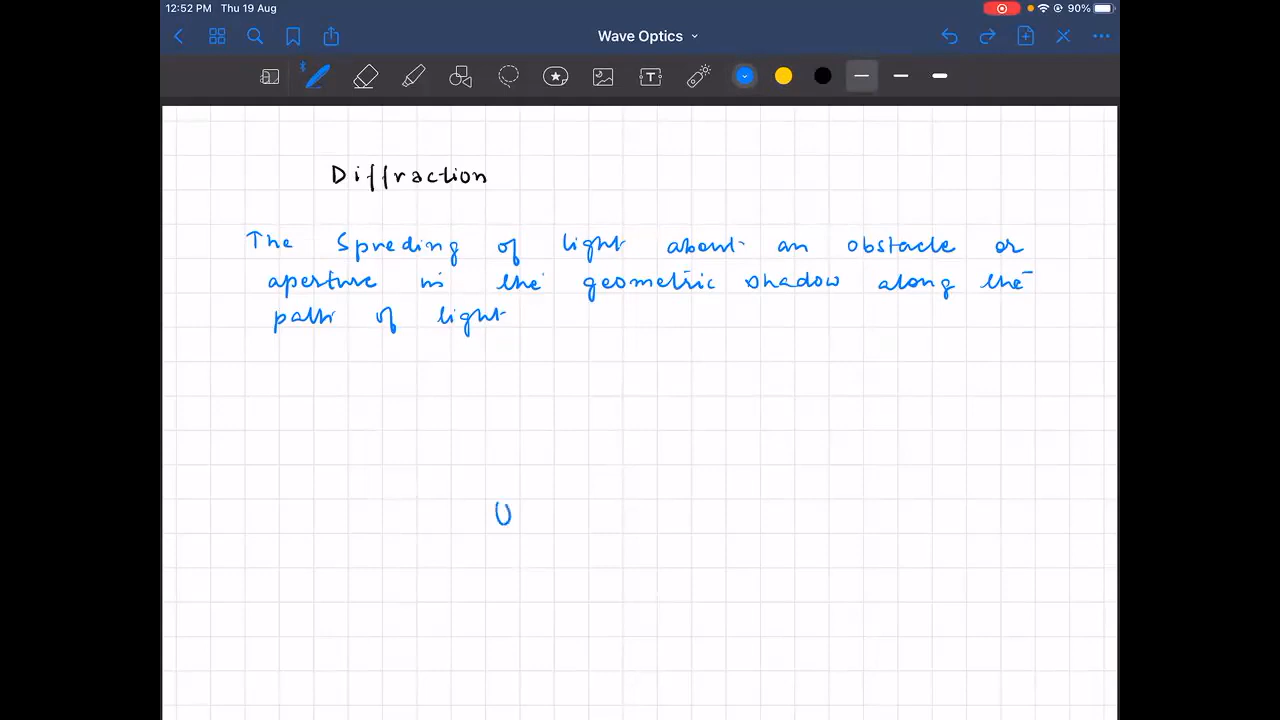 12:52 PM Thu 19 Aug 90%
Wave Optics
T
Diffraction
The Spreding of light about an obstacle or
aperture in the geometric shadow along the
path of light
U